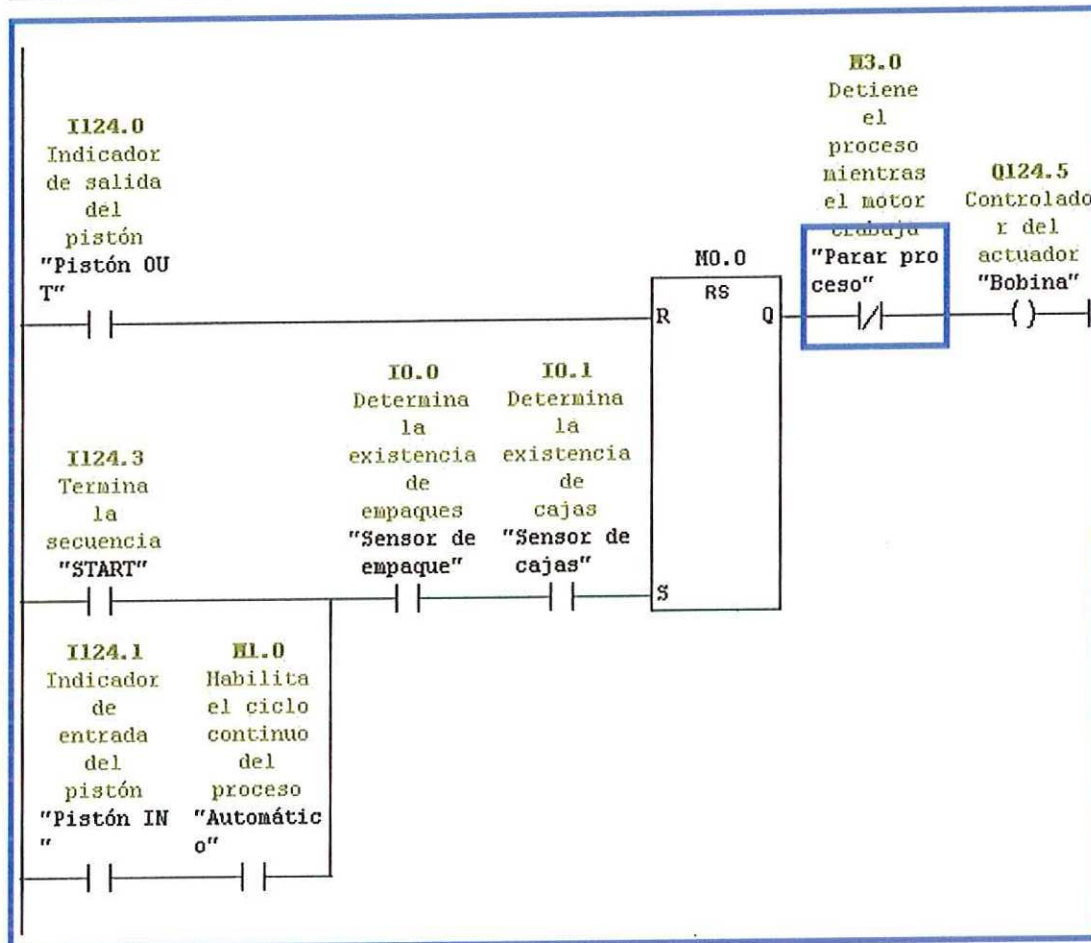 I124.0
Indicador
de salida
del
pistón
"Pistón OU
T"
M3.0
Detiene
el
proceso
mientras
el motor
trabaja
"Parar pro
ceso"
Q124.5
Controlado
r del
actuador
"Bobina"
M0.0
RS
R
Q
S
I124.3
Termina
la
secuencia
"START"
I0.0
Determina
la
existencia
de
empaques
"Sensor de
empaque"
I0.1
Determina
la
existencia
de
cajas
"Sensor de
cajas"
I124.1
Indicador
de
entrada
del
pistón
"Pistón IN
"
M1.0
Habilita
el ciclo
continuo
del
proceso
"Automátic
o"